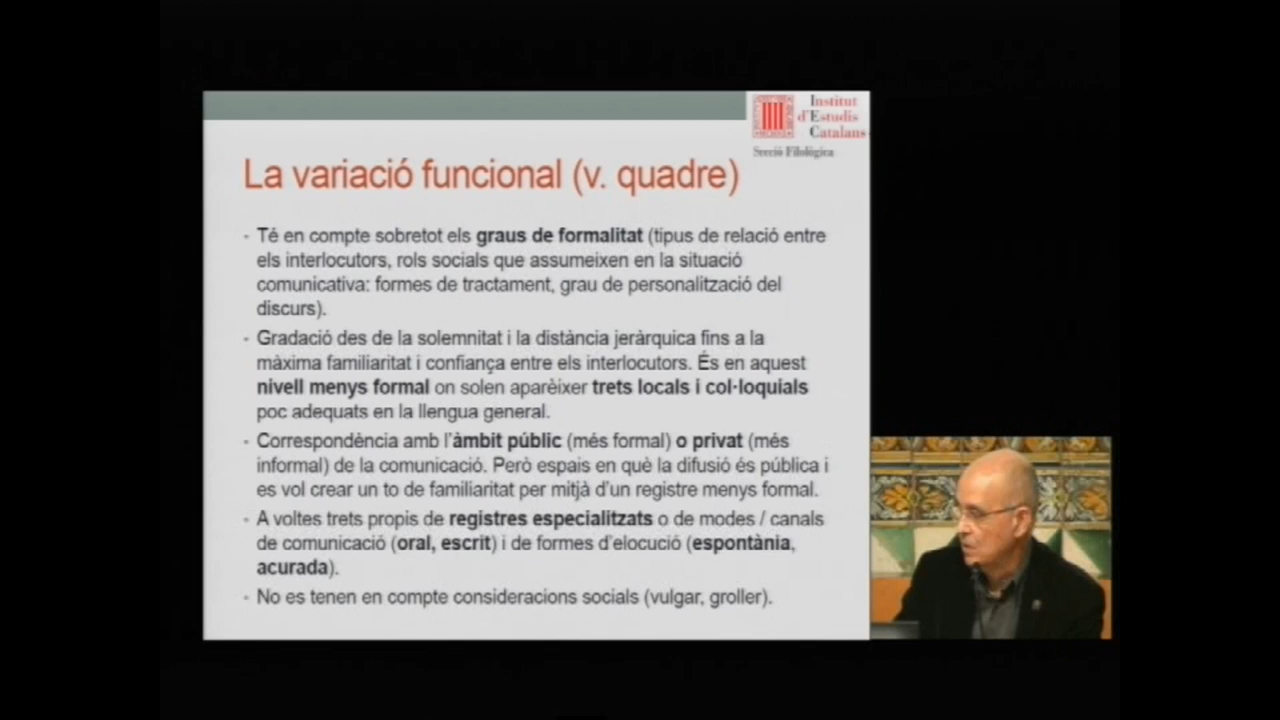 Institut
d'Estudis
Catalans
Secció Filològica
La variació funcional (v. quadre)
- Té en compte sobretot els graus de formalitat (tipus de relació entre
els interlocutors, rols socials que assumeixen en la situació
comunicativa: formes de tractament, grau de personalització del
discurs).
- Gradació des de la solemnitat i la distància jeràrquica fins a la
màxima familiaritat i confiança entre els interlocutors. És en aquest
nivell menys formal on solen aparèixer trets locals i col·loquials
poc adequats en la llengua general.
- Correspondència amb l'àmbit públic (més formal) o privat (més
informal) de la comunicació. Però espais en què la difusió és pública i
es vol crear un to de familiaritat per mitjà d'un registre menys formal.
- A voltes trets propis de registres especialitzats o de modes / canals
de comunicació (oral, escrit) i de formes d'elocució (espontània,
acurada).
- No es tenen en compte consideracions socials (vulgar, groller).